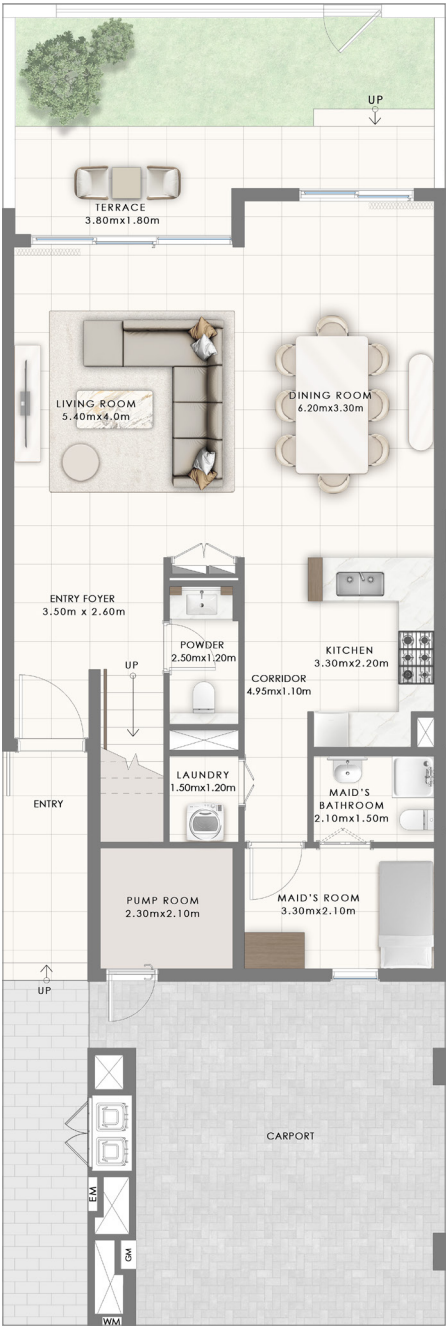 UP
TERRACE
3.80mx1.80m
LIVING ROOM
5.40mx4.0m
DINING ROOM
6.20mx3.30m
ENTRY FOYER
3.50m x 2.60m
POWDER
2.50mx1.20m
KITCHEN
3.30mx2.20m
UP
CORRIDOR
4.95mx1.10m
LAUNDRY
1.50mx1.20m
MAID'S
BATHROOM
2.10mx1.50m
ENTRY
PUMP ROOM
2.30mx2.10m
MAID'S ROOM
3.30mx2.10m
UP
CARPORT
EM
GM
WM